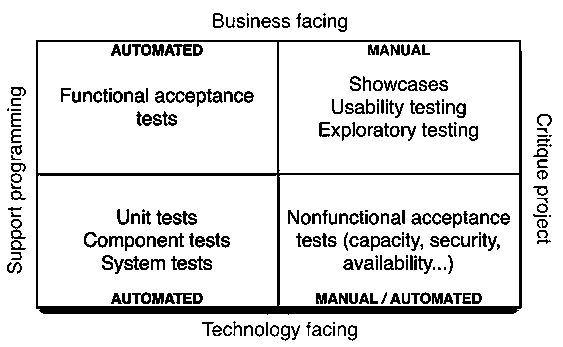 Business facing
AUTOMATED
MANUAL
Functional acceptance
tests
Showcases
Usability testing
Exploratory testing
Support programming
Critique project
Unit tests
Component tests
System tests
Nonfunctional acceptance
tests (capacity, security,
availability...)
AUTOMATED
MANUAL / AUTOMATED
Technology facing